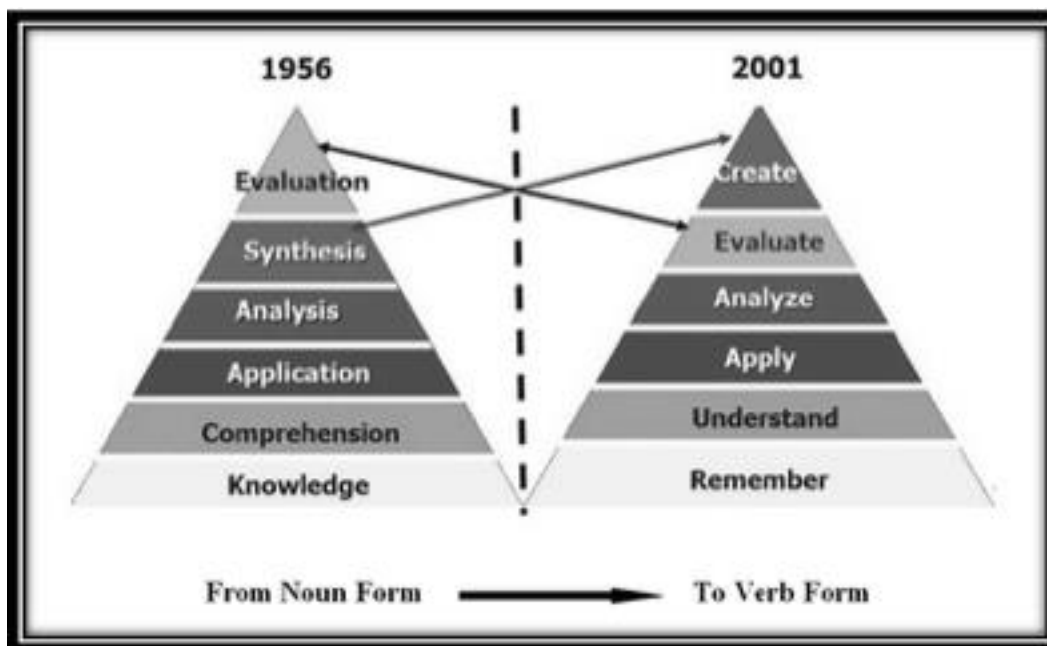 1956
Evaluation
Synthesis
Analysis
Application
Comprehension
Knowledge
2001
Create
Evaluate
Analyze
Apply
Understand
Remember
From Noun Form
To Verb Form